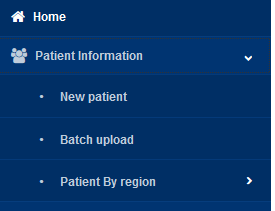 Home
Patient Information
• New patient
• Batch upload
• Patient By region